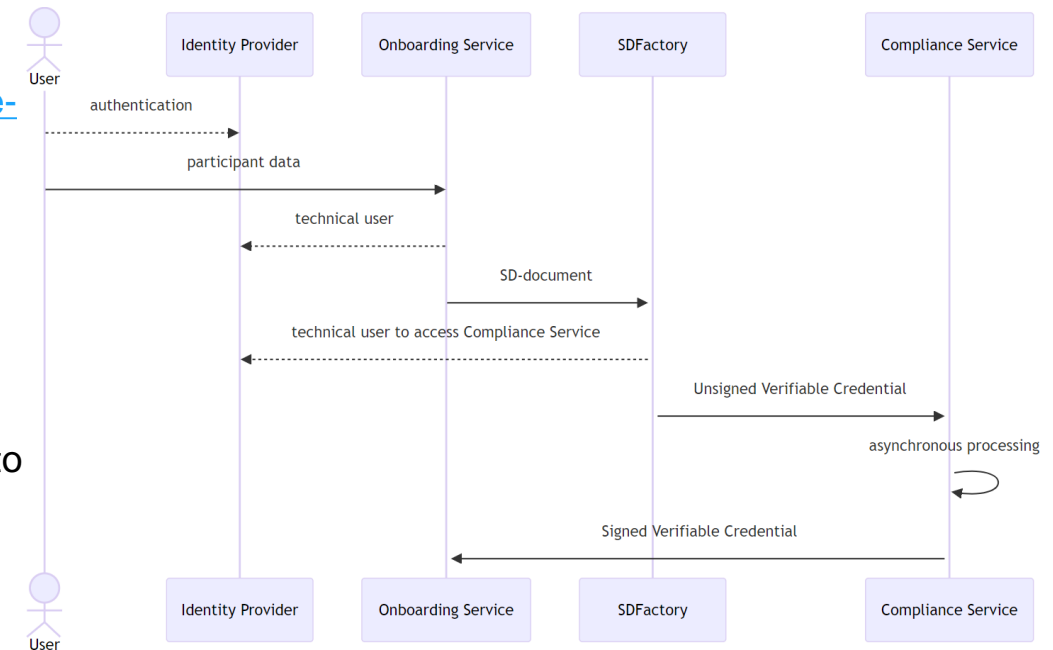 Identity Provider
Onboarding Service
SDFactory
Compliance Service
User
e-
authentication
participant data
technical user
SD-document
technical user to access Compliance Service
Unsigned Verifiable Credential
asynchronous processing
to
Signed Verifiable Credential
Identity Provider
Onboarding Service
SDFactory
Compliance Service
User